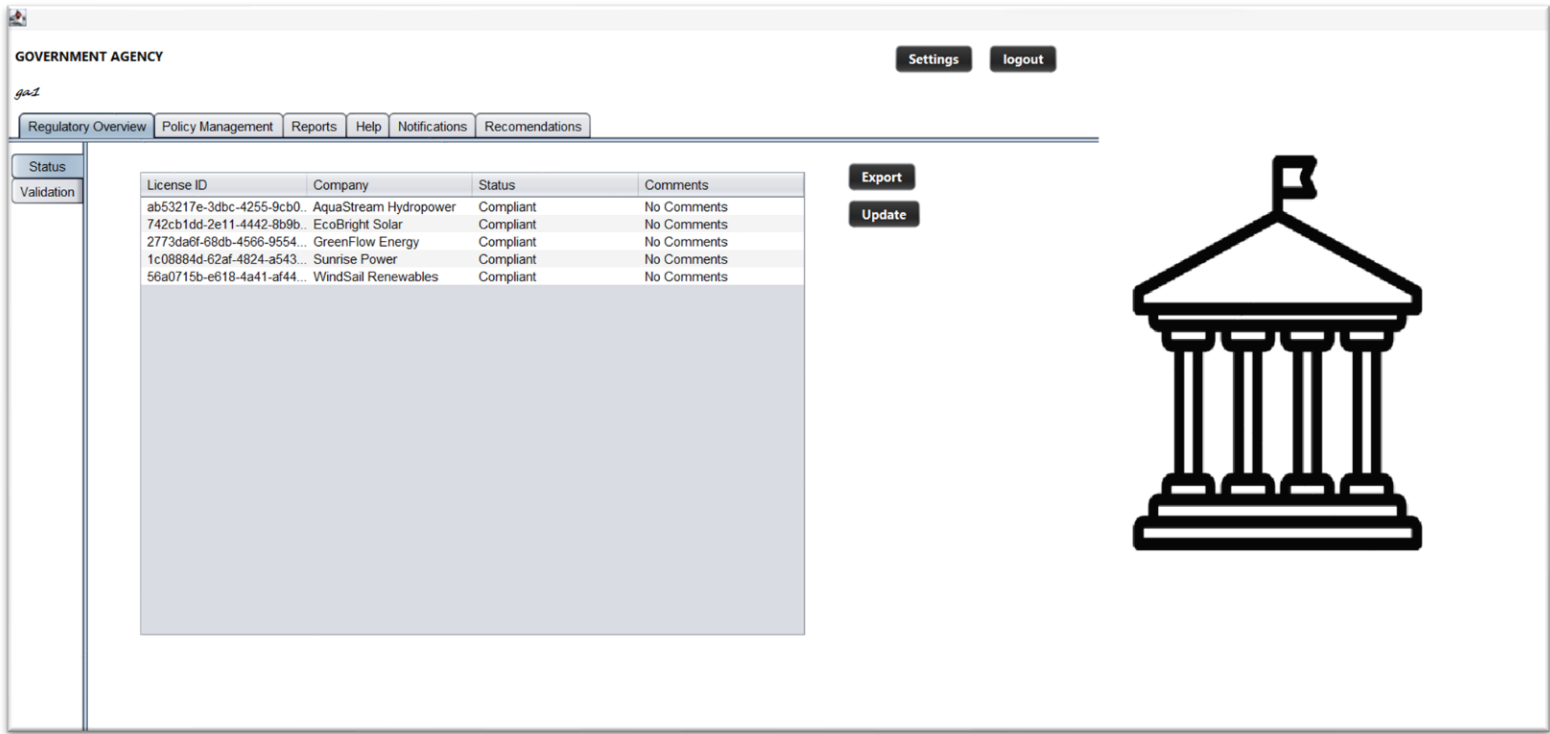 GOVERNMENT AGENCY
Settings logout
ga1
Regulatory Overview Policy Management Reports Help Notifications Recomendations
Status
Validation
Export
Update
License ID Company Status Comments
ab53217e-3dbc-4255-9cb0.. AquaStream Hydropower Compliant No Comments
742cb1dd-2e11-4442-8b9b.. EcoBright Solar Compliant No Comments
2773da6f-68db-4566-9554... GreenFlow Energy Compliant No Comments
1c08884d-62af-4824-a543... Sunrise Power Compliant No Comments
56a0715b-e618-4a41-af44... WindSail Renewables Compliant No Comments